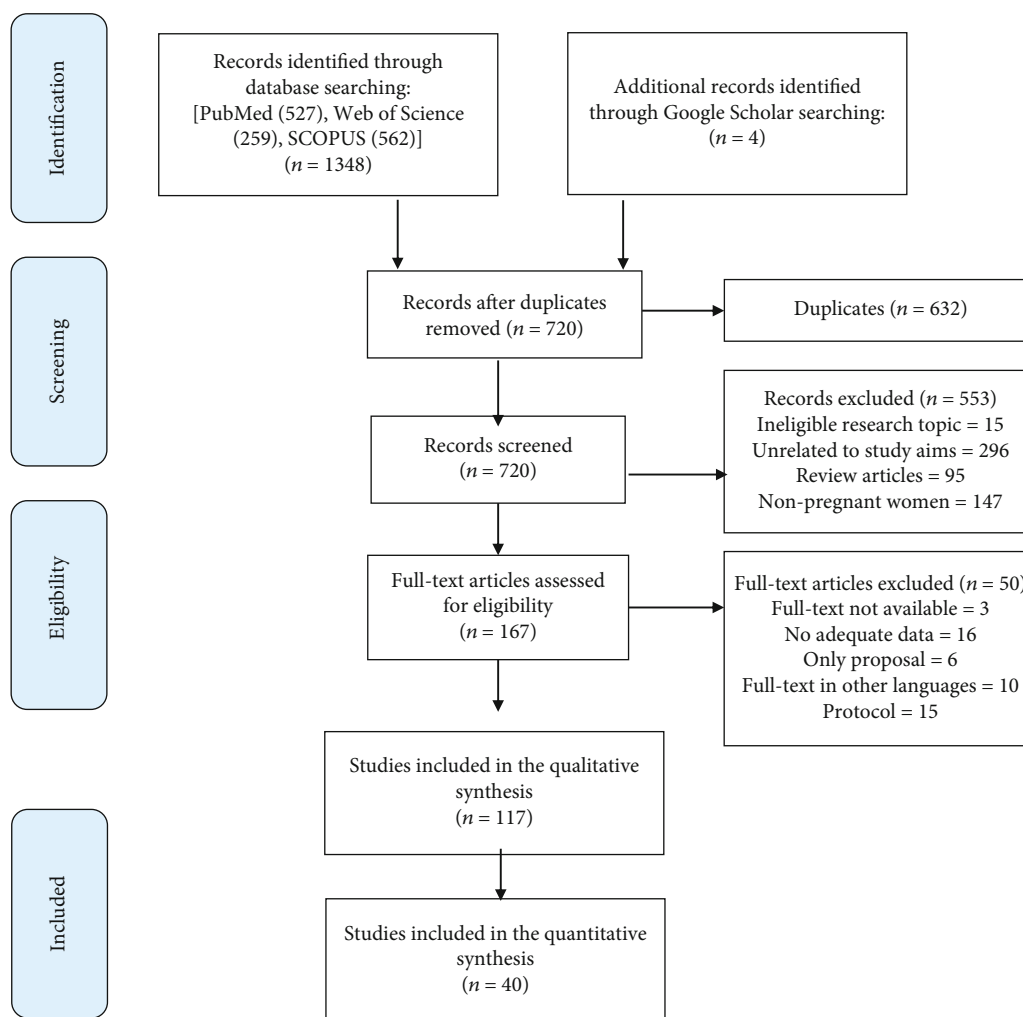 Identification
Records identified through
database searching:
[PubMed (527), Web of Science
(259), SCOPUS (562)]
(n = 1348)
Additional records identified
through Google Scholar searching:
(n = 4)
Screening
Records after duplicates
removed (n = 720)
Duplicates (n = 632)
Records screened
(n = 720)
Records excluded (n = 553)
Ineligible research topic = 15
Unrelated to study aims = 296
Review articles = 95
Non-pregnant women = 147
Eligibility
Full-text articles assessed
for eligibility
(n = 167)
Full-text articles excluded (n = 50)
Full-text not available = 3
No adequate data = 16
Only proposal = 6
Full-text in other languages = 10
Protocol = 15
Included
Studies included in the qualitative
synthesis
(n = 117)
Studies included in the quantitative
synthesis
(n = 40)